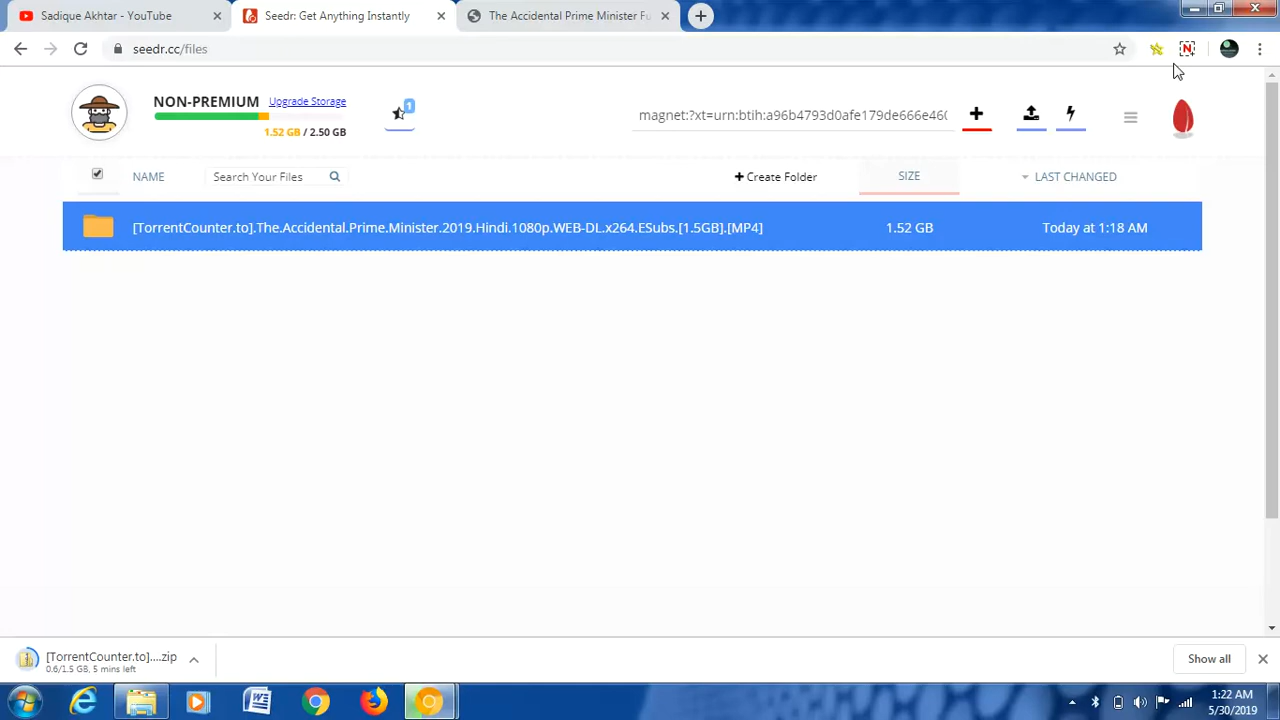 Sadique Akhtar - YouTube
Seedr: Get Anything Instantly
The Accidental Prime Minister Fu
seedr.cc/files
N
NON-PREMIUM Upgrade Storage
1
1.52 GB / 2.50 GB
magnet:?xt=urn:btih:a96b4793d0afe179de666e460
NAME
Search Your Files
Create Folder
SIZE
LAST CHANGED
[TorrentCounter.to].The.Accidental.Prime.Minister.2019.Hindi.1080p.WEB-DL.x264.ESubs.[1.5GB].[MP4]
1.52 GB
Today at 1:18 AM
[TorrentCounter.to]....zip
0.6/1.5 GB, 5 mins left
Show all
1:22 AM
5/30/2019